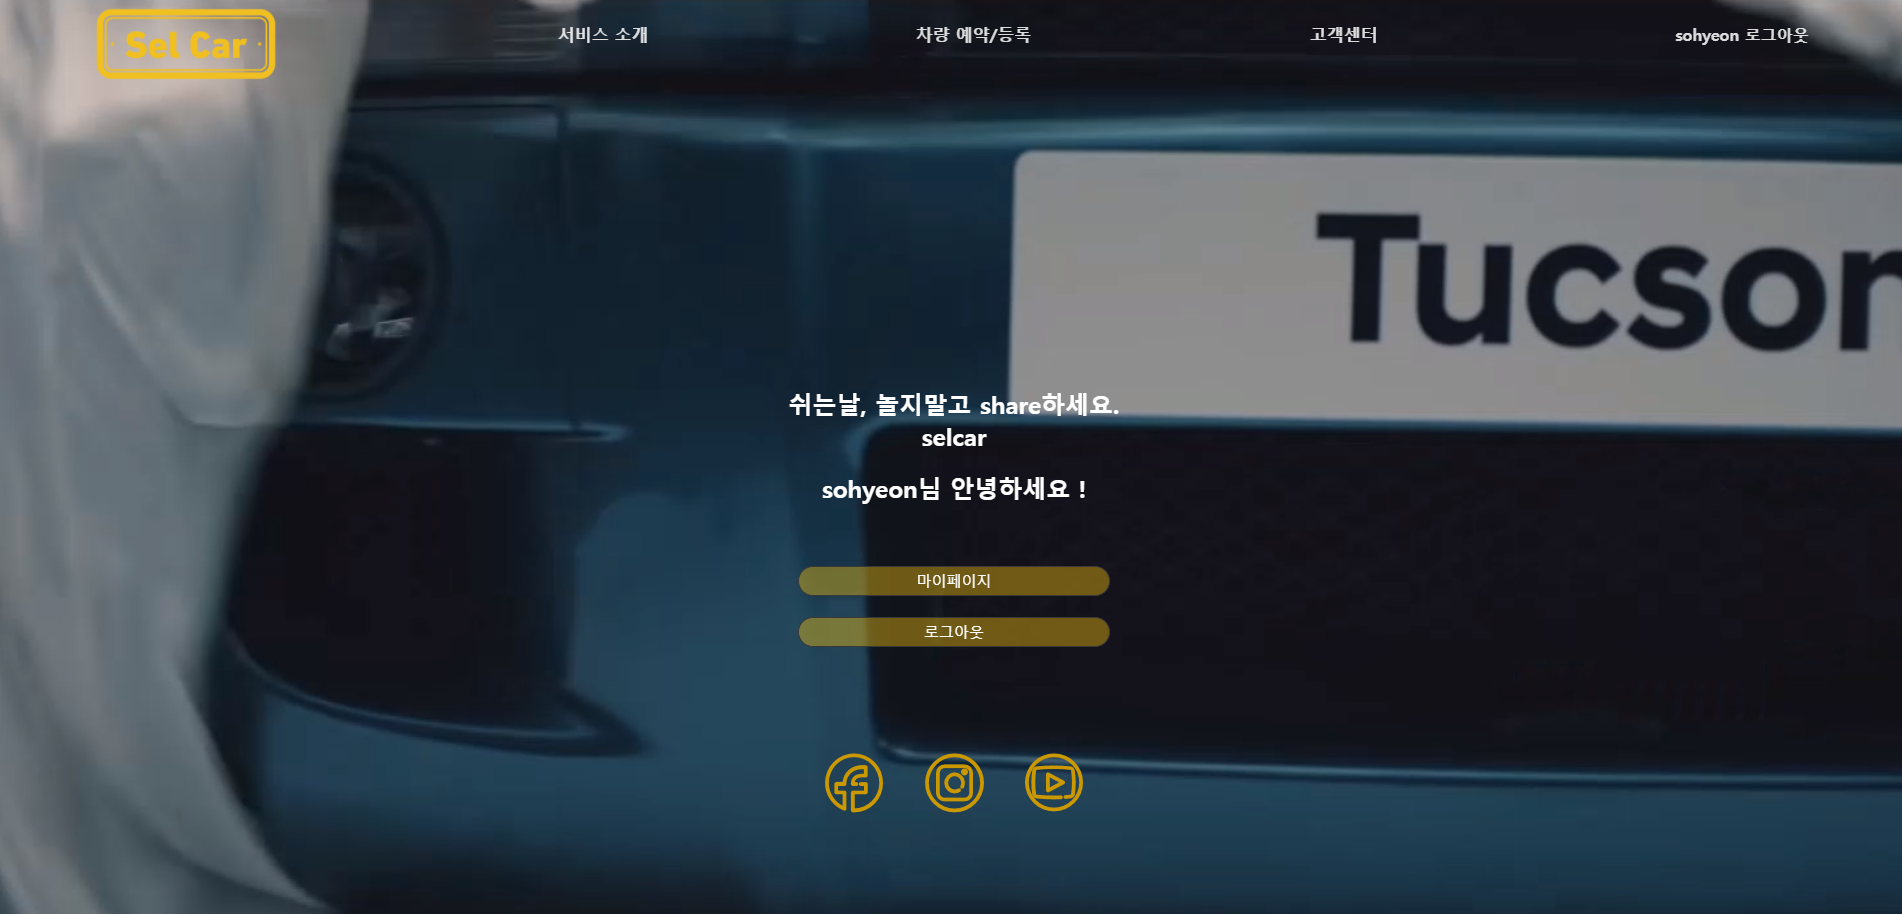 Sel Car
서비스 소개
차량 예약/등록
고객센터
sohyeon 로그아웃
Tucson
쉬는날, 놀지말고 share하세요.
selcar
sohyeon님 안녕하세요 !
마이페이지
로그아웃